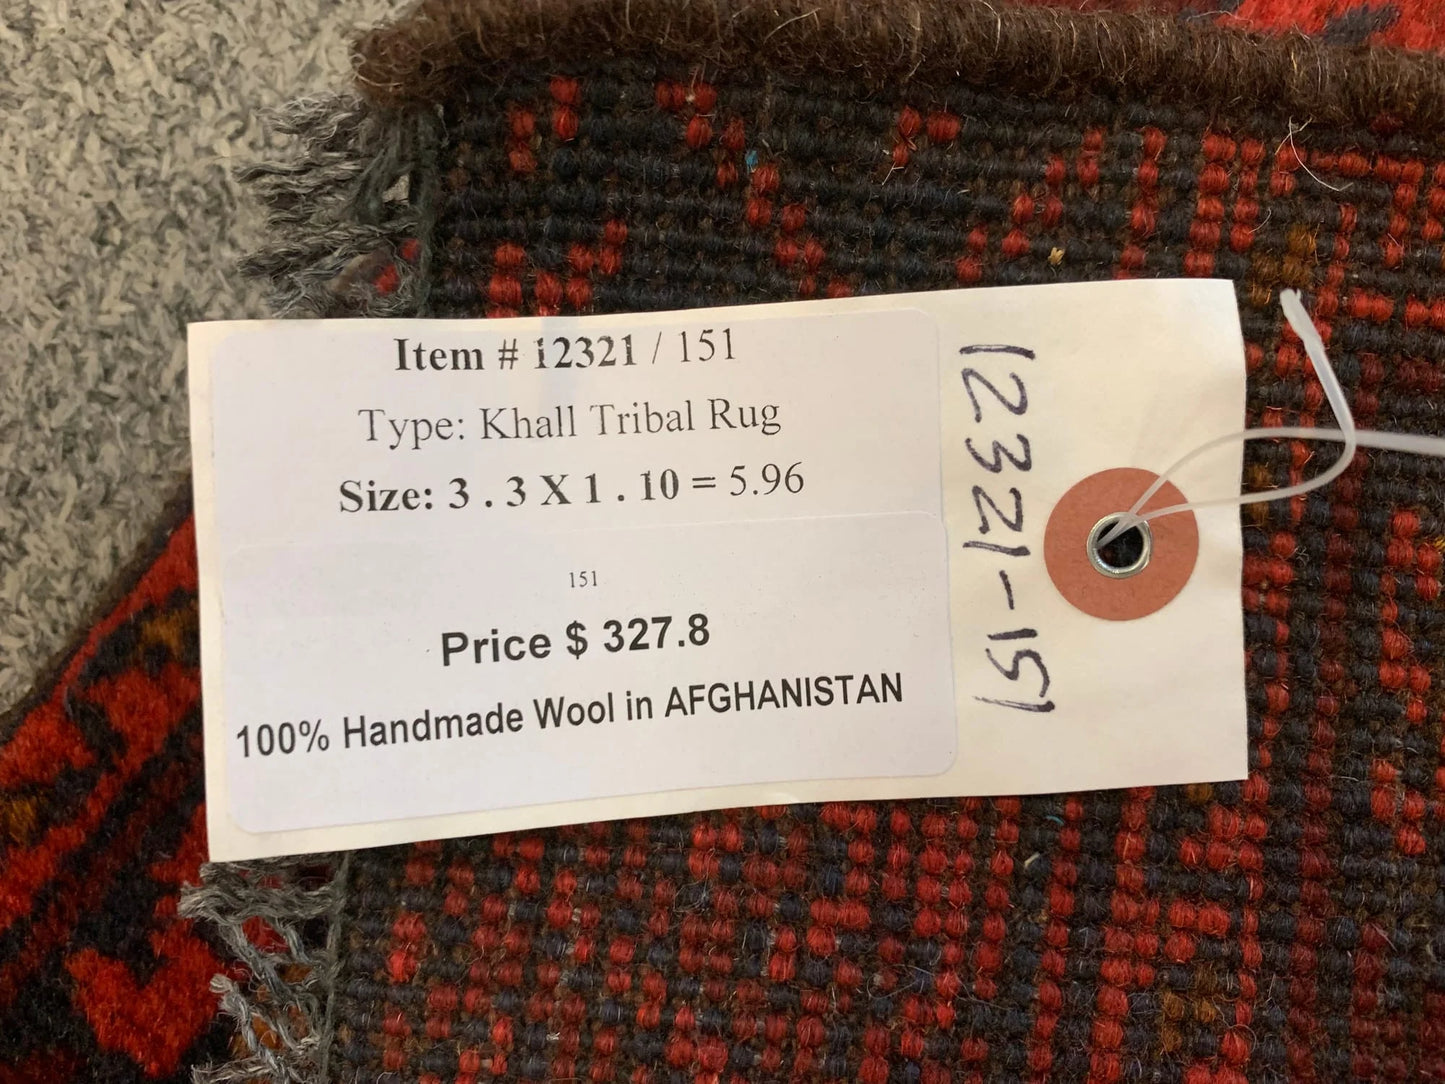 Item # 12321 / 151
Type: Khall Tribal Rug
Size: 3 . 3 X 1 . 10 = 5.96
151
Price $ 327.8
100% Handmade Wool in AFGHANISTAN
12321-151